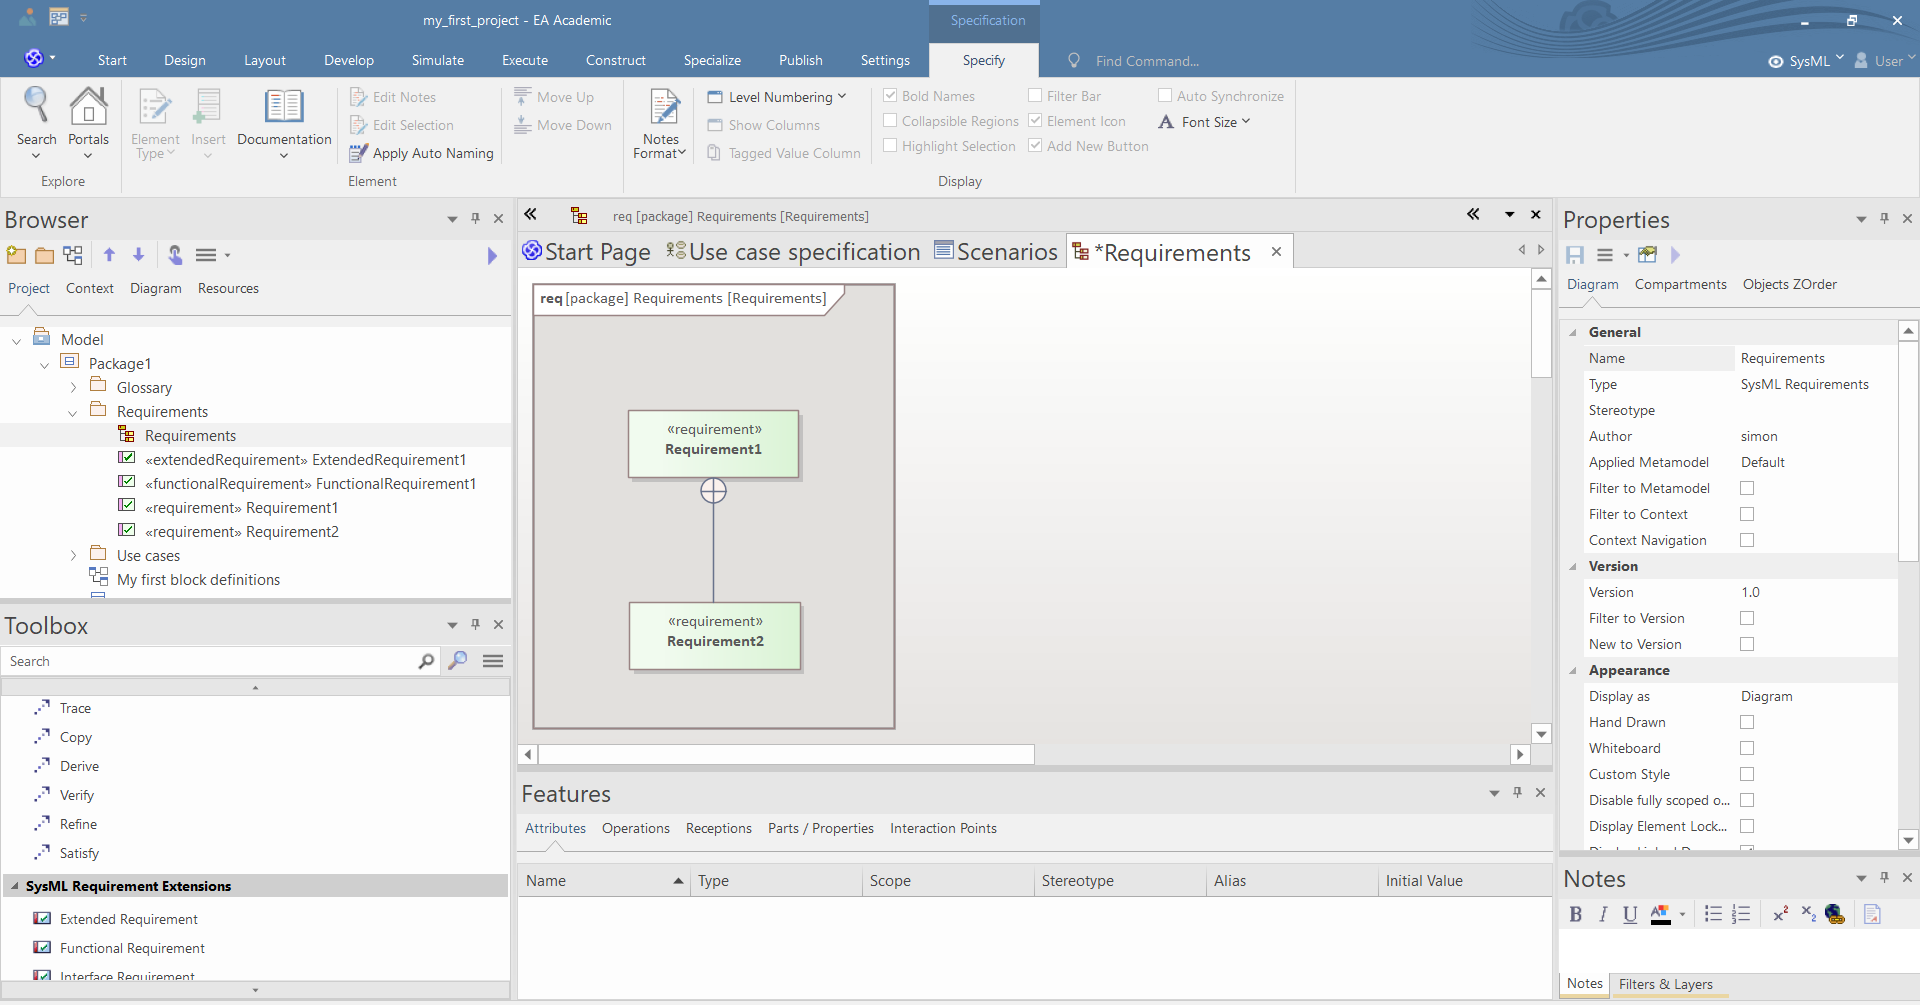 my_first_project - EA Academic
Specification
Start
Design
Layout
Develop
Simulate
Execute
Construct
Specialize
Publish
Settings
Specify
Find Command...
SysML
User
Search
Portals
Explore
Element Type
Insert
Documentation
Edit Notes
Edit Selection
Apply Auto Naming
Move Up
Move Down
Element
Notes Format
Level Numbering
Show Columns
Tagged Value Column
Bold Names
Collapsible Regions
Highlight Selection
Filter Bar
Element Icon
Add New Button
Auto Synchronize
Font Size
Display
Browser
Project
Context
Diagram
Resources
Model
Package1
Glossary
Requirements
Requirements
«extendedRequirement» ExtendedRequirement1
«functionalRequirement» FunctionalRequirement1
«requirement» Requirement1
«requirement» Requirement2
Use cases
My first block definitions
Toolbox
Search
Trace
Copy
Derive
Verify
Refine
Satisfy
SysML Requirement Extensions
Extended Requirement
Functional Requirement
Interface Requirement
req [package] Requirements [Requirements]
Start Page
Use case specification
Scenarios
*Requirements
req [package] Requirements [Requirements]
«requirement»
Requirement1
«requirement»
Requirement2
Features
Attributes
Operations
Receptions
Parts / Properties
Interaction Points
Name
Type
Scope
Stereotype
Alias
Initial Value
Properties
Diagram
Compartments
Objects ZOrder
General
Name Requirements
Type SysML Requirements
Stereotype
Author simon
Applied Metamodel Default
Filter to Metamodel
Filter to Context
Context Navigation
Version
Version 1.0
Filter to Version
New to Version
Appearance
Display as Diagram
Hand Drawn
Whiteboard
Custom Style
Disable fully scoped o...
Display Element Lock...
Notes
B I U
Notes
Filters & Layers